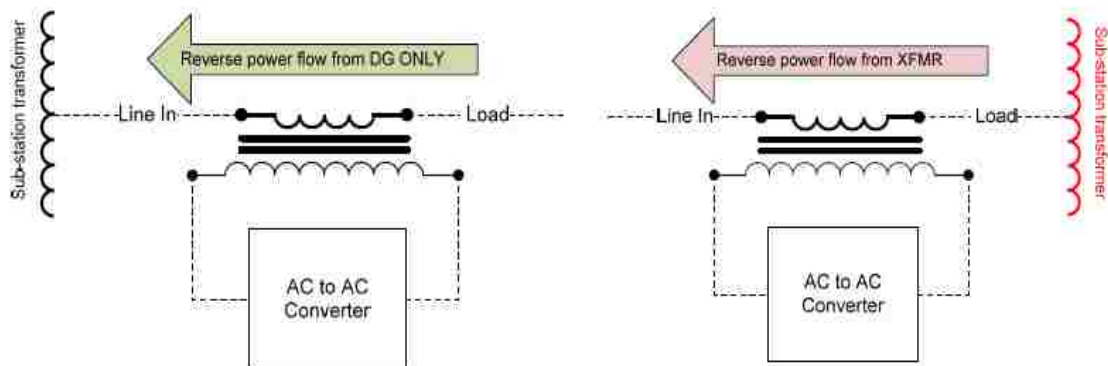 Sub-station transformer
Reverse power flow from DG ONLY
Line In
Load
AC to AC
Converter
Reverse power flow from XFMR
Line In
Load
AC to AC
Converter
Sub-station transformer